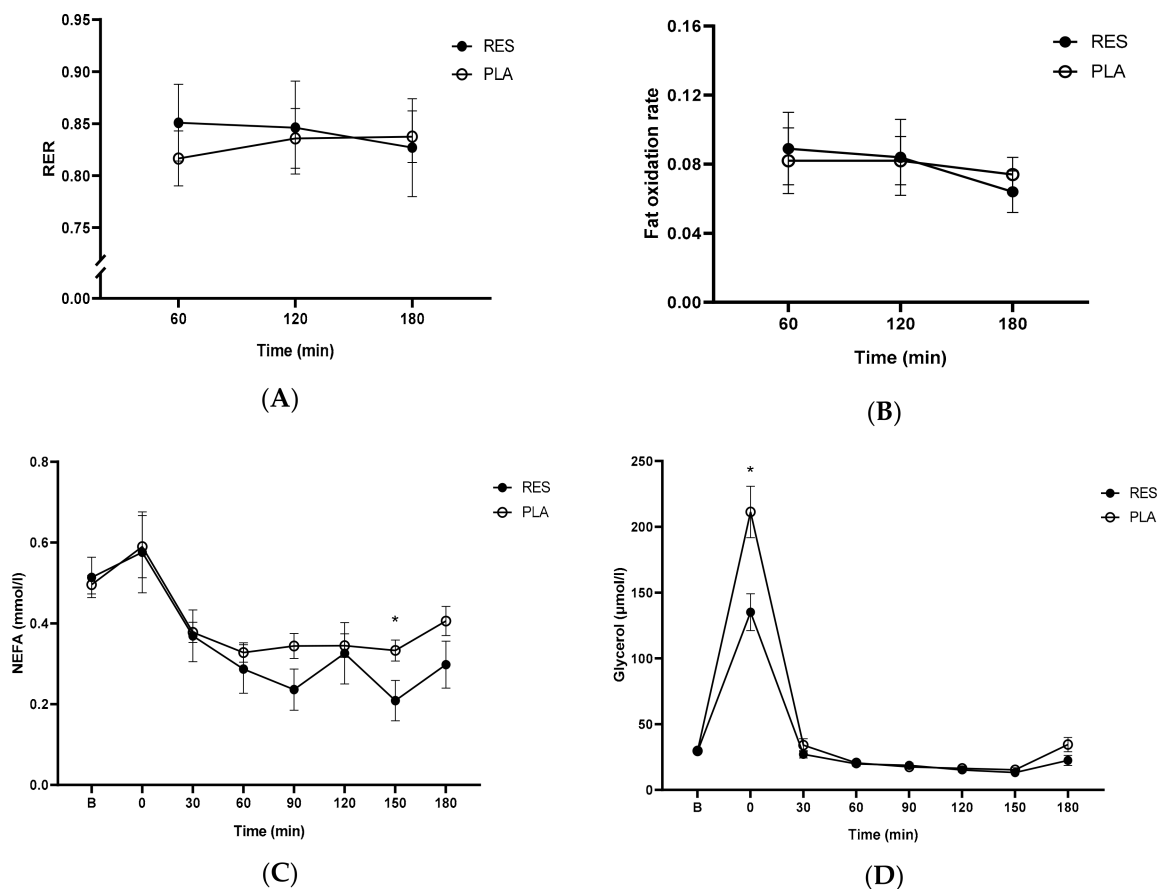 0.95
0.90
0.85
0.80
0.75
0.00
RER
60 120 180
Time (min)
RES
PLA
(A)
0.16
0.12
0.08
0.04
0.00
Fat oxidation rate
60 120 180
Time (min)
RES
PLA
(B)
0.8
0.6
0.4
0.2
0.0
NEFA (mmol/l)
*
B 0 30 60 90 120 150 180
Time (min)
RES
PLA
(C)
250
200
150
100
50
0
Glycerol (μmol/l)
*
B 0 30 60 90 120 150 180
Time (min)
RES
PLA
(D)